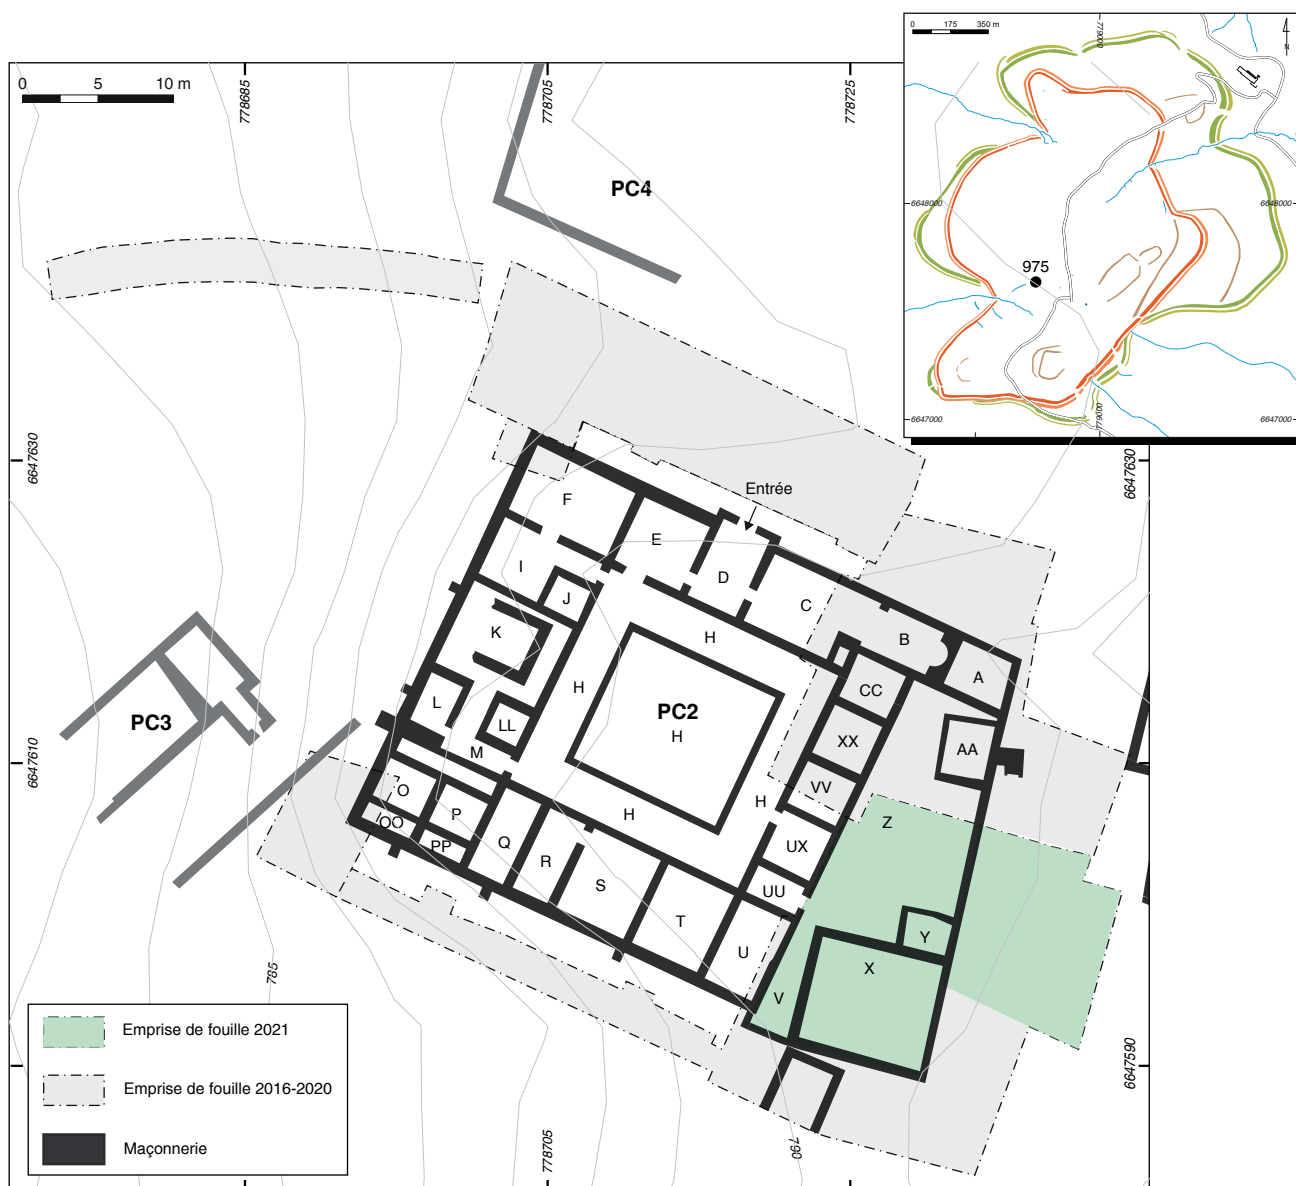 0 5 10 m
778685
778705
778725
0 175 350 m
N
779000
6648000
6648000
975
6647000
779000
6647000
PC4
6647630
6647630
Entrée
F
E
D
C
B
A
I
J
K
H
H
CC
L
LL
M
PC2
H
XX
AA
PC3
6647610
VV
H
H
Z
O
OO
P
PP
Q
R
S
T
U
UX
UU
V
Y
X
785
790
6647590
778705
Emprise de fouille 2021
Emprise de fouille 2016-2020
Maçonnerie